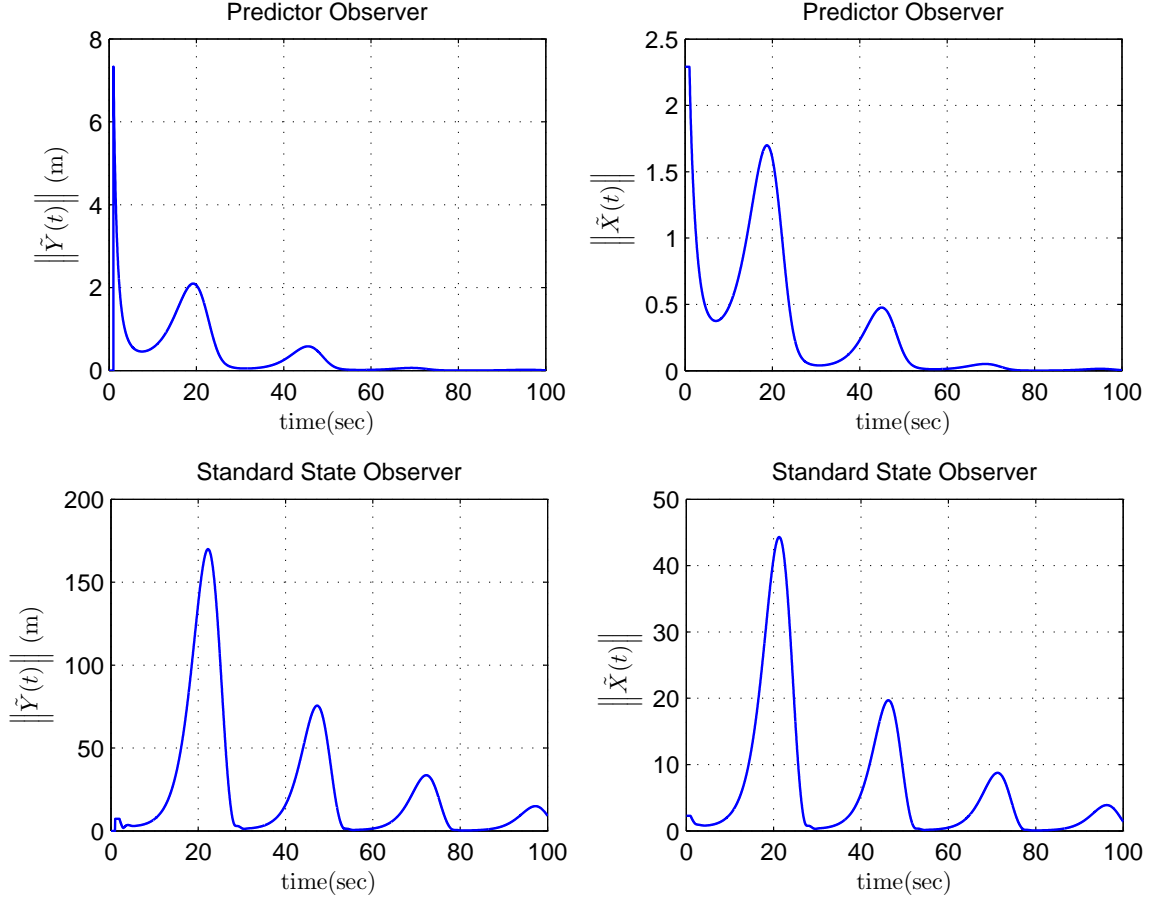 Predictor Observer
8
6
4
2
0
||Ỹ(t)|| (m)
0 20 40 60 80 100
time(sec)
Predictor Observer
2.5
2
1.5
1
0.5
0
||X̃(t)||
0 20 40 60 80 100
time(sec)
Standard State Observer
200
150
100
50
0
||Ỹ(t)|| (m)
0 20 40 60 80 100
time(sec)
Standard State Observer
50
40
30
20
10
0
||X̃(t)||
0 20 40 60 80 100
time(sec)